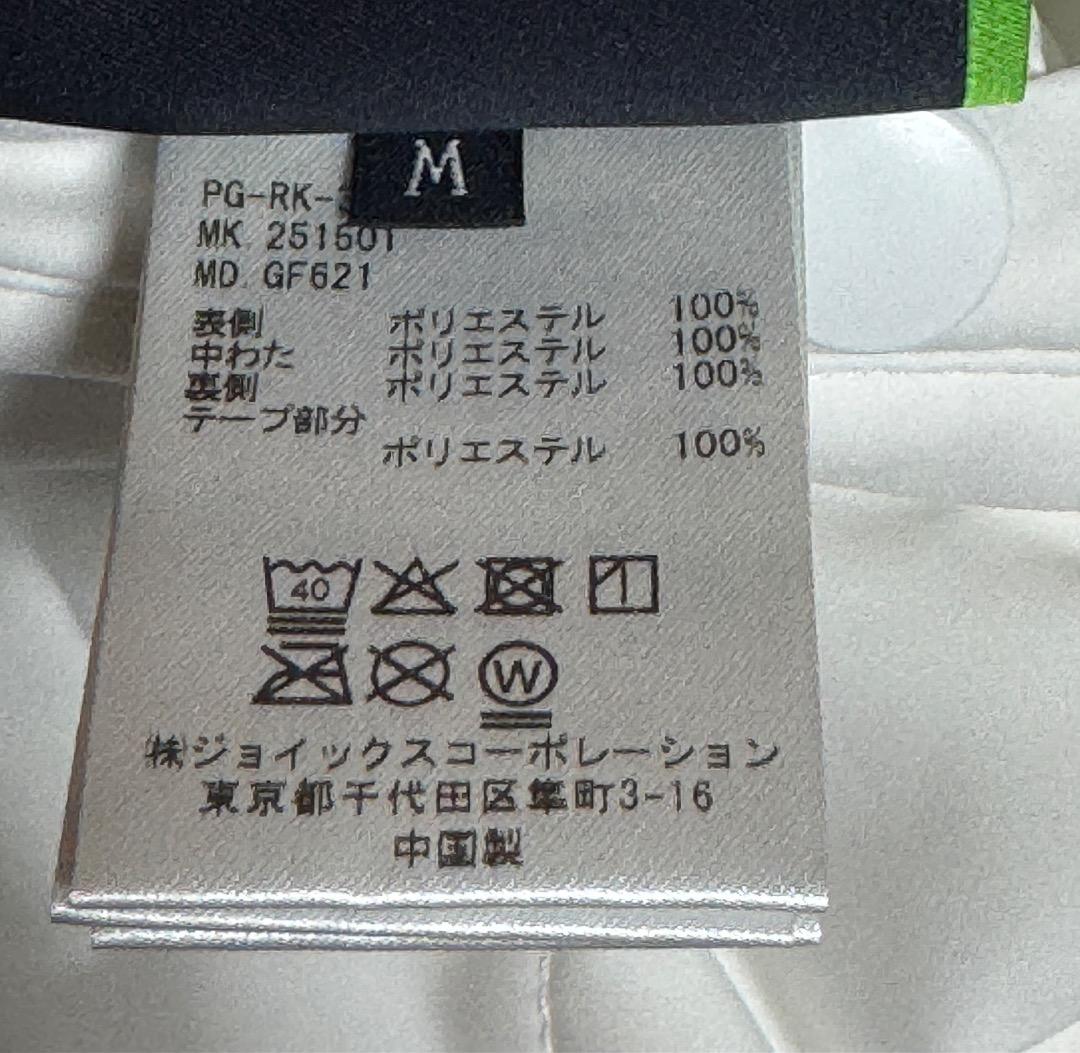 M
PG-RK-
MK 251501
MD GF621
表側 ポリエステル 100%
中わた ポリエステル 100%
裏側 ポリエステル 100%
テープ部分
ポリエステル 100%
40
W
㈱ジョイックスコーポレーション
東京都千代田区隼町3-16
中国製